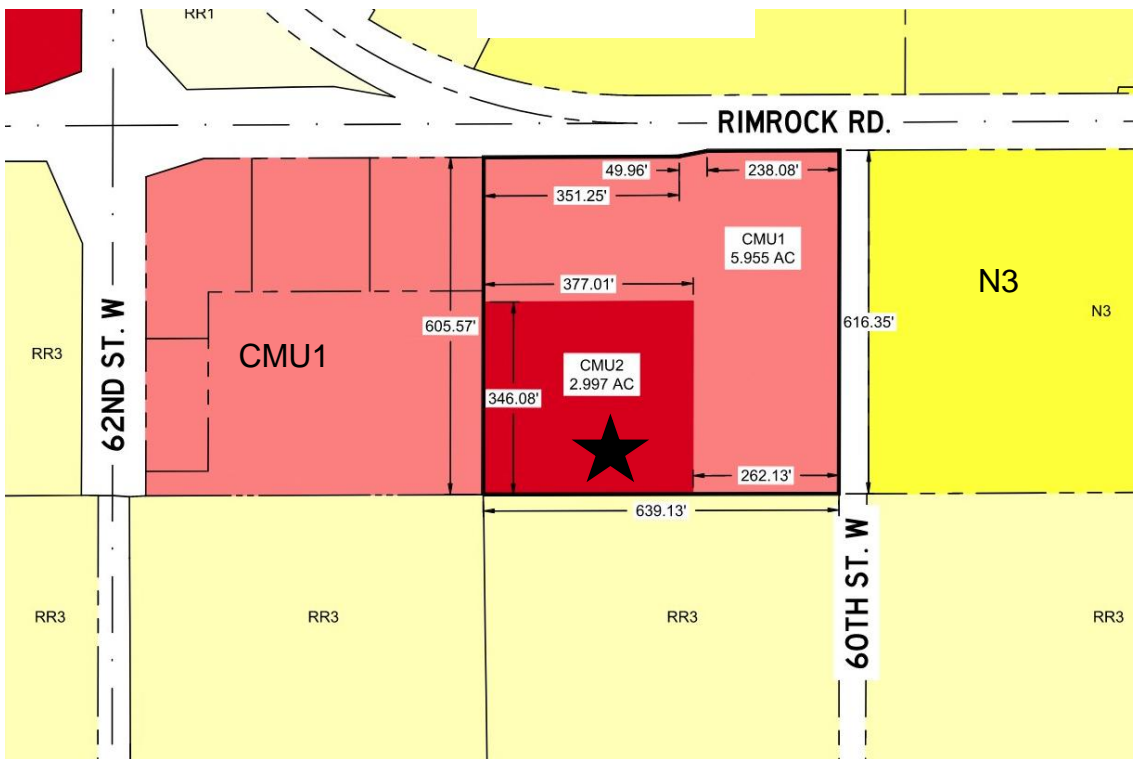 RR1
RIMROCK RD.
49.96'
238.08'
351.25'
CMU1
5.955 AC
377.01'
N3
N3
605.57'
616.35'
62ND ST. W
RR3
CMU1
CMU2
2.997 AC
346.08'
262.13'
639.13'
60TH ST. W
RR3
RR3
RR3
RR3